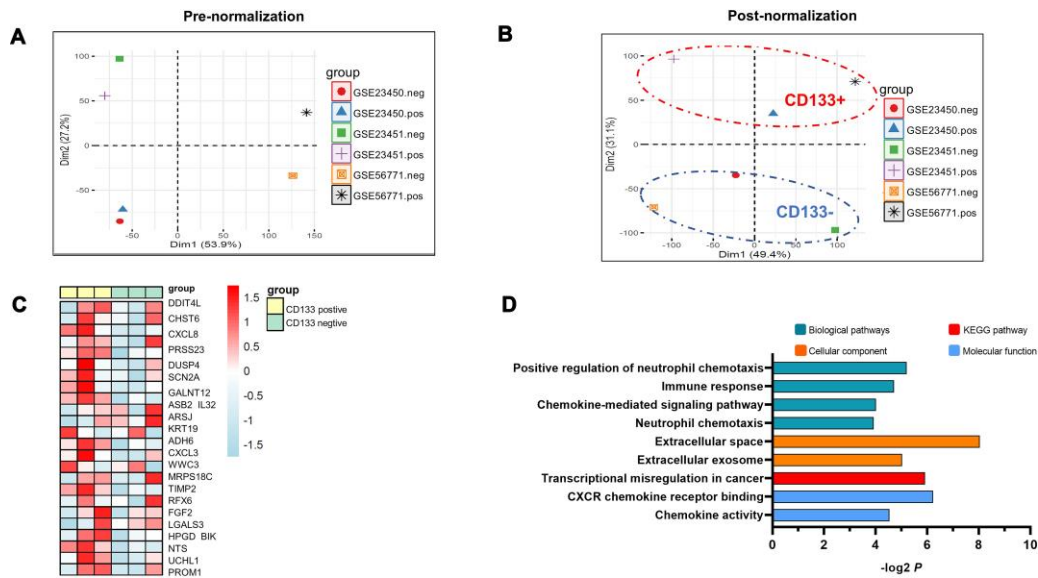 Pre-normalization
A
100
50
0
-50
-50
0
50
100
150
Dim2 (27.2%)
Dim1 (53.9%)
group
GSE23450.neg
GSE23450.pos
GSE23451.neg
GSE23451.pos
GSE56771.neg
GSE56771.pos
Post-normalization
B
100
50
0
-50
-100
-100
-50
0
50
100
Dim2 (31.1%)
Dim1 (49.4%)
CD133+
CD133-
group
GSE23450.neg
GSE23450.pos
GSE23451.neg
GSE23451.pos
GSE56771.neg
GSE56771.pos
C
group
DDIT4L
CHST6
CXCL8
PRSS23
DUSP4
SCN2A
GALNT12
ASB2 IL32
ARSJ
KRT19
ADH6
CXCL3
WWC3
MRPS18C
TIMP2
RFX6
FGF2
LGALS3
HPGD BIK
NTS
UCHL1
PROM1
1.5
1
0.5
0
-0.5
-1
-1.5
group
CD133 postive
CD133 negtive
D
Biological pathways
KEGG pathway
Cellular component
Molecular function
Positive regulation of neutrophil chemotaxis
Immune response
Chemokine-mediated signaling pathway
Neutrophil chemotaxis
Extracellular space
Extracellular exosome
Transcriptional misregulation in cancer
CXCR chemokine receptor binding
Chemokine activity
0 2 4 6 8 10
-log2 P